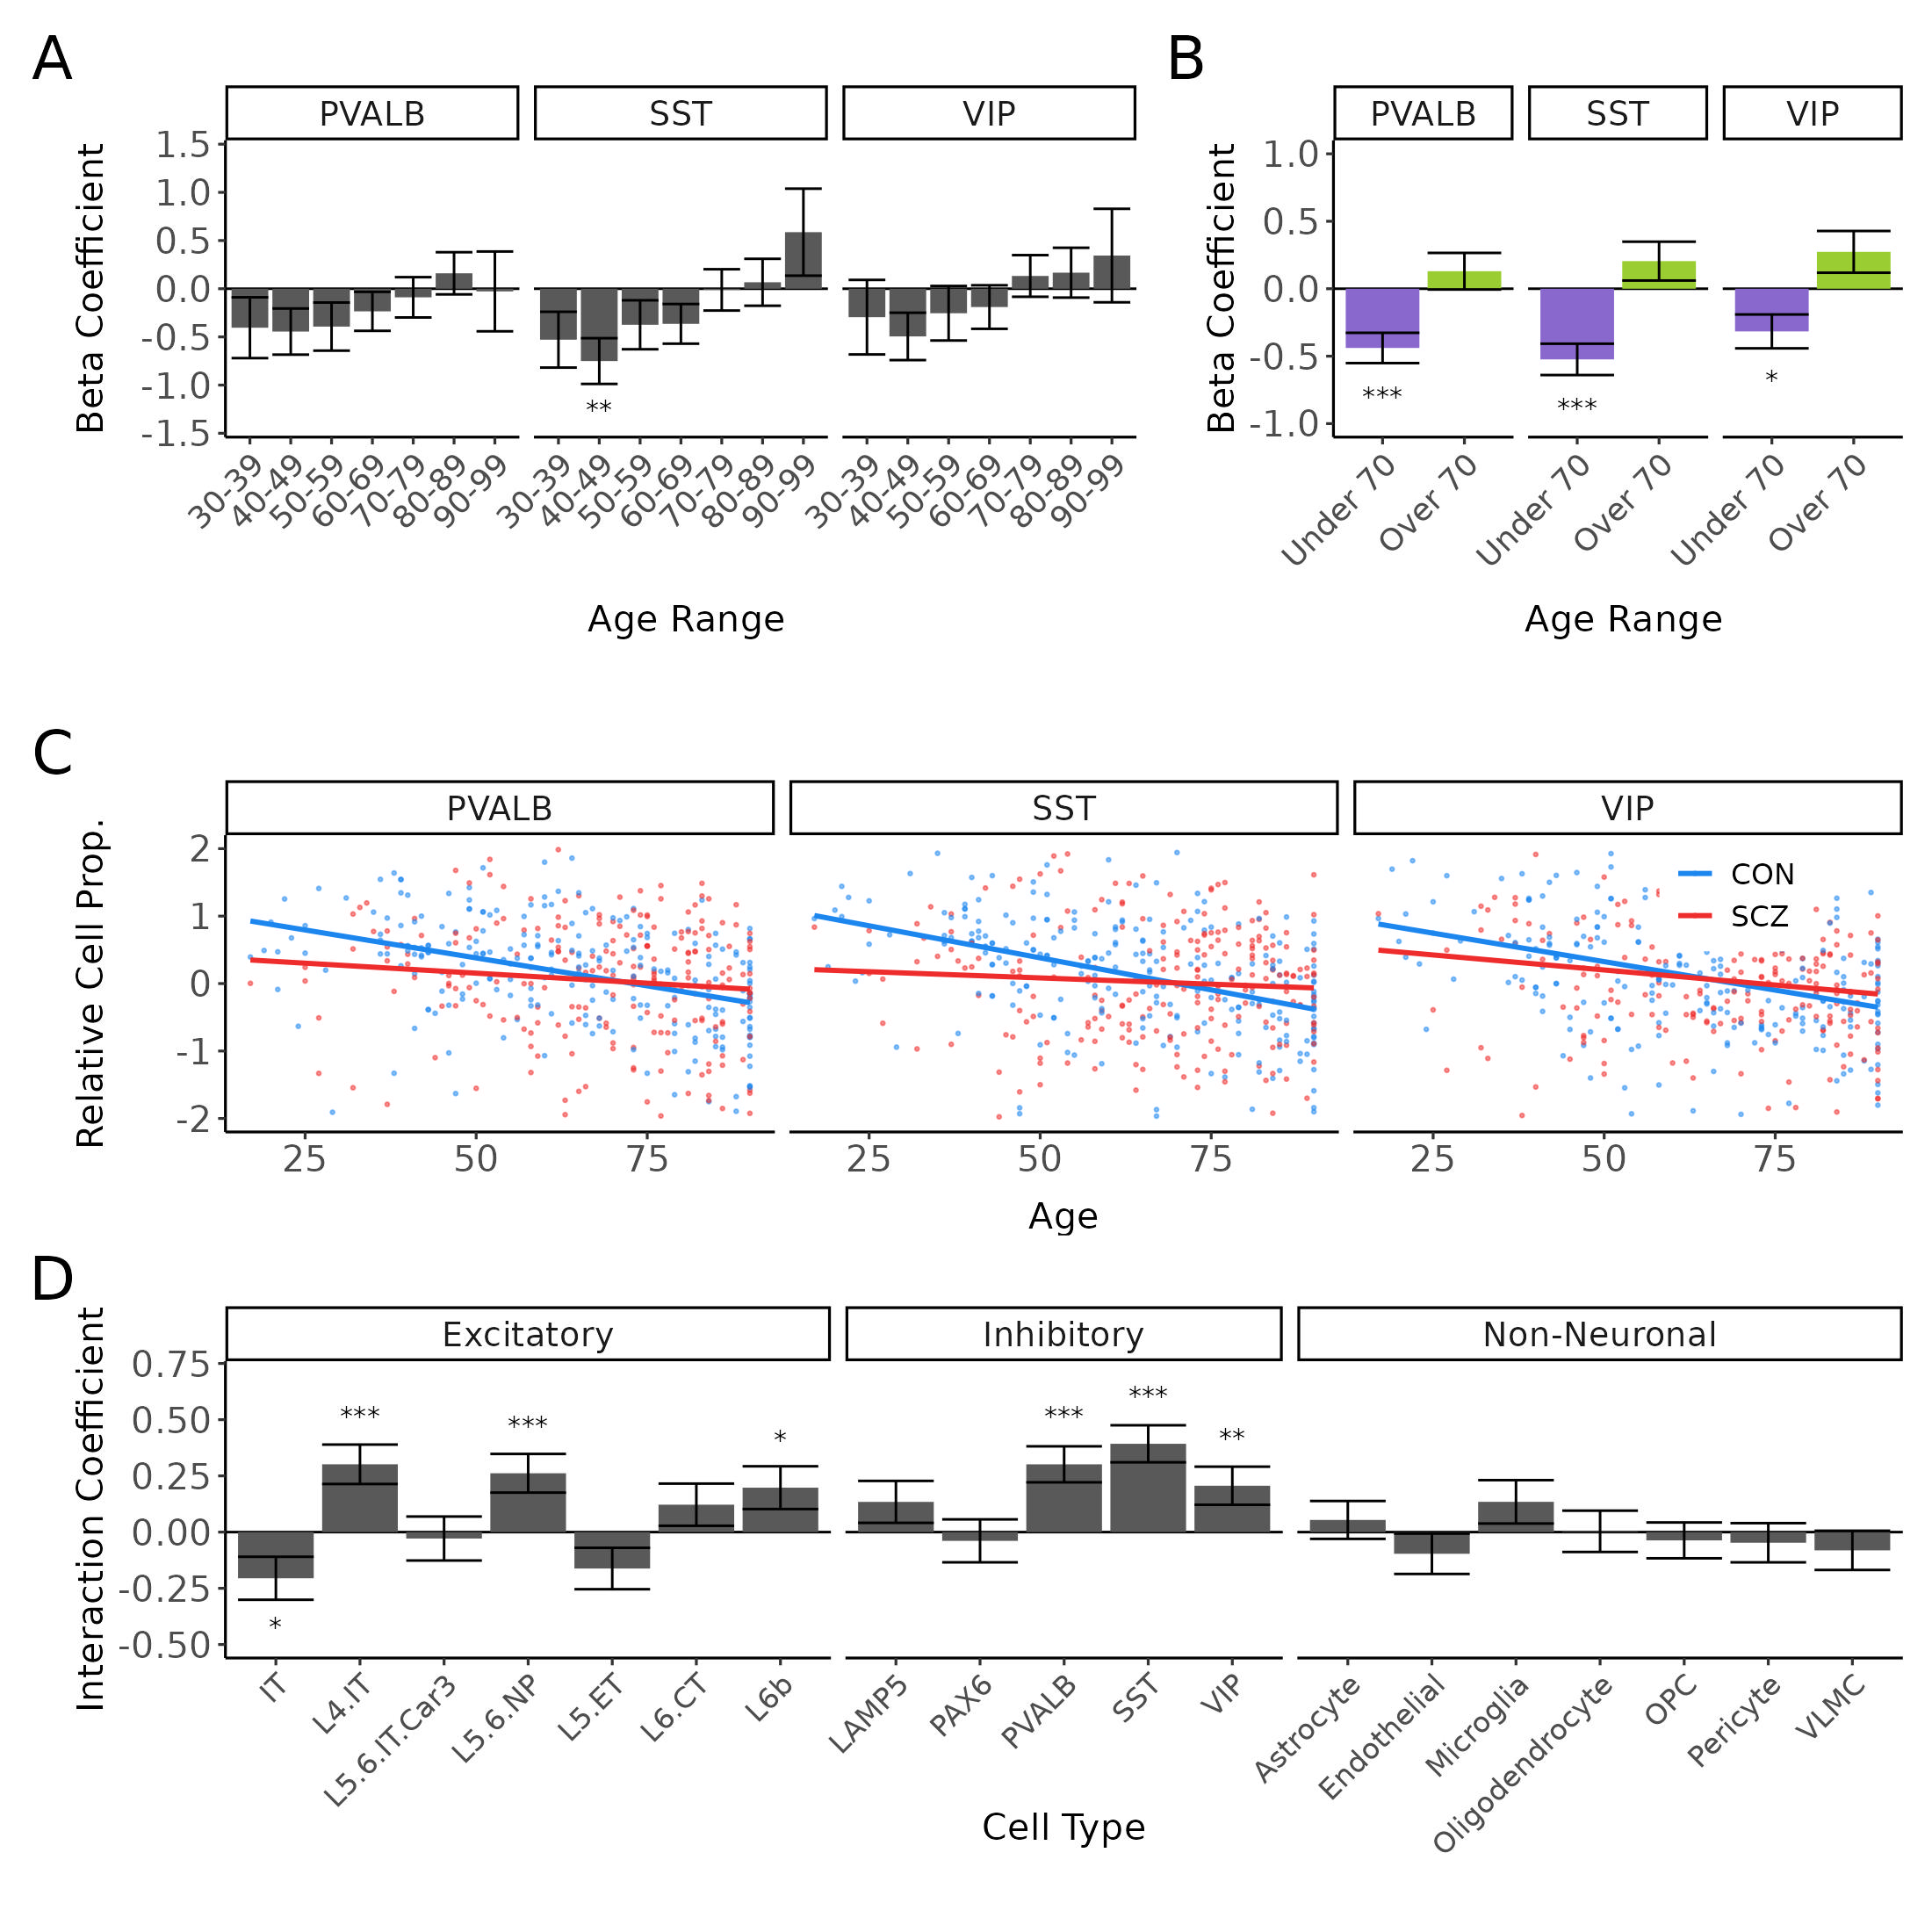 A
B
PVALB
SST
VIP
PVALB
SST
VIP
Beta Coefficient
1.5
1.0
0.5
0.0
-0.5
-1.0
-1.5
**
Beta Coefficient
1.0
0.5
0.0
-0.5
-1.0
***
***
*
30-39
40-49
50-59
60-69
70-79
80-89
90-99
30-39
40-49
50-59
60-69
70-79
80-89
90-99
30-39
40-49
50-59
60-69
70-79
80-89
90-99
Under 70
Over 70
Under 70
Over 70
Under 70
Over 70
Age Range
Age Range
C
PVALB
SST
VIP
Relative Cell Prop.
2
1
0
-1
-2
CON
SCZ
25
50
75
25
50
75
25
50
75
Age
D
Excitatory
Inhibitory
Non-Neuronal
Interaction Coefficient
0.75
0.50
0.25
0.00
-0.25
-0.50
*
***
***
*
***
***
**
IT
L4.IT
L5.6.IT.Car3
L5.6.NP
L5.ET
L6.CT
L6b
LAMP5
PAX6
PVALB
SST
VIP
Astrocyte
Endothelial
Microglia
Oligodendrocyte
OPC
Pericyte
VLMC
Cell Type